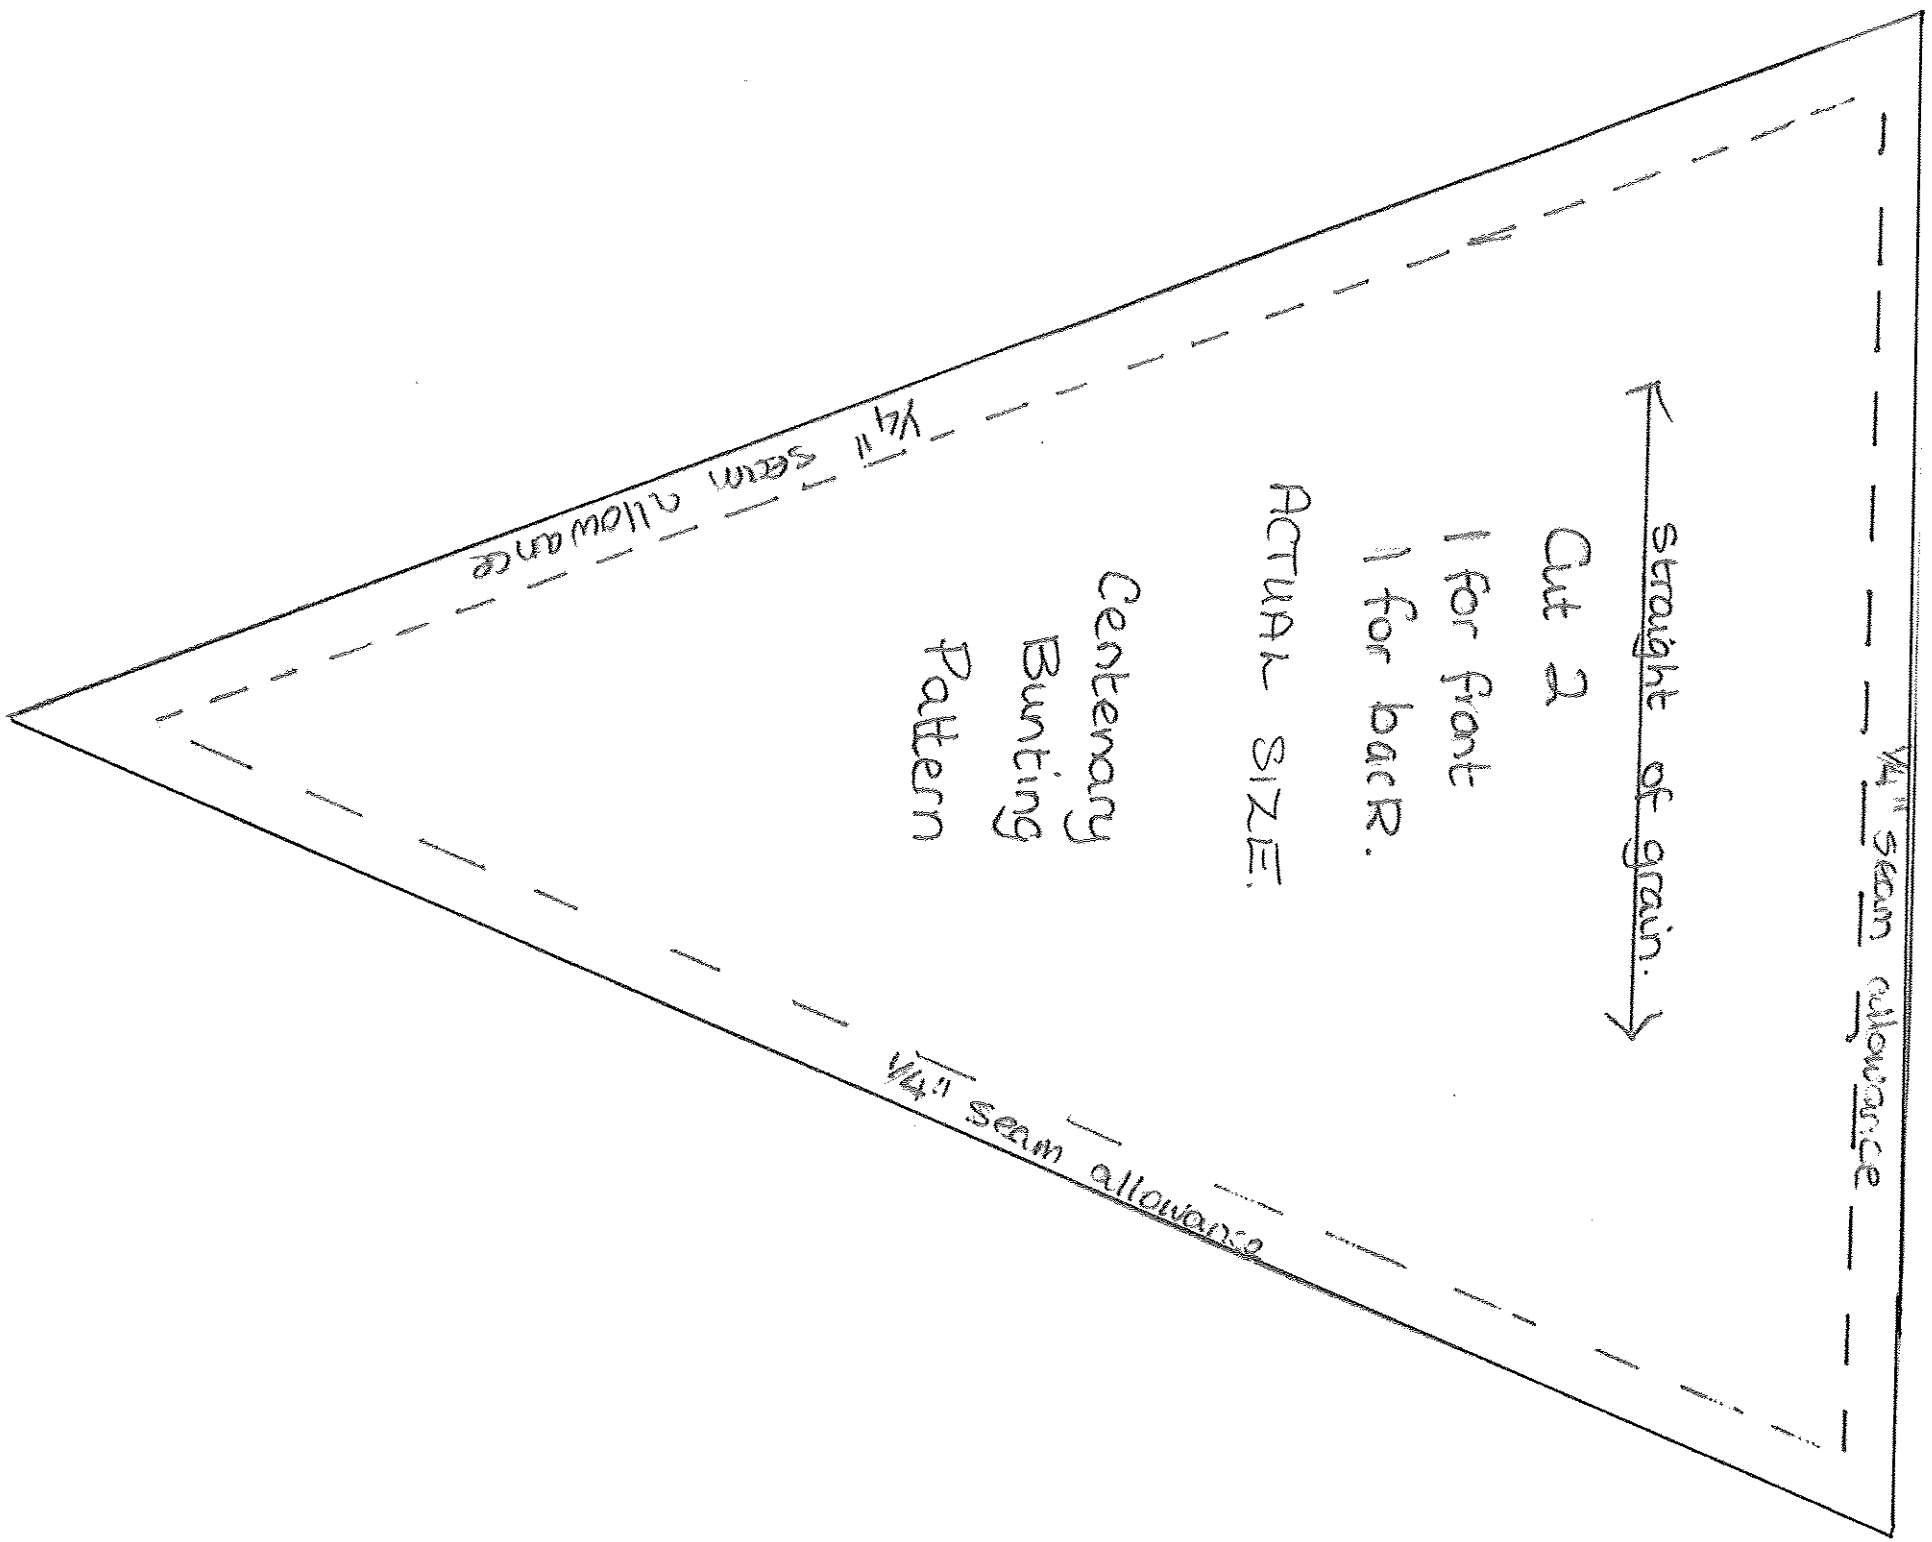 1/4" seam allowance
straight of grain.
Cut 2
1 for front
1 for back.
ACTUAL SIZE.
Centenary
Bunting
Pattern
1/4" seam allowance
1/4" seam allowance